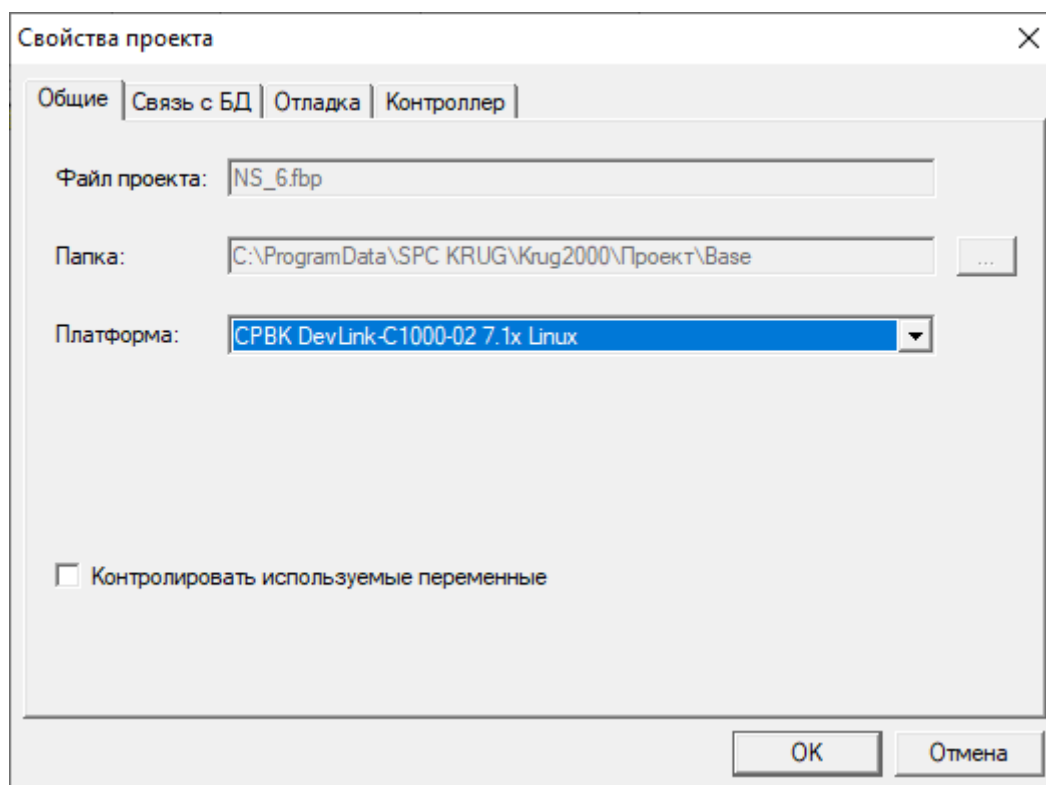 Свойства проекта
Общие Связь с БД Отладка Контроллер
Файл проекта: NS_6.fbp
Папка: C:\ProgramData\SPC KRUG\Krug2000\Проект\Base ...
Платформа: СРВК DevLink-C1000-02 7.1x Linux
Контролировать используемые переменные
OK Отмена